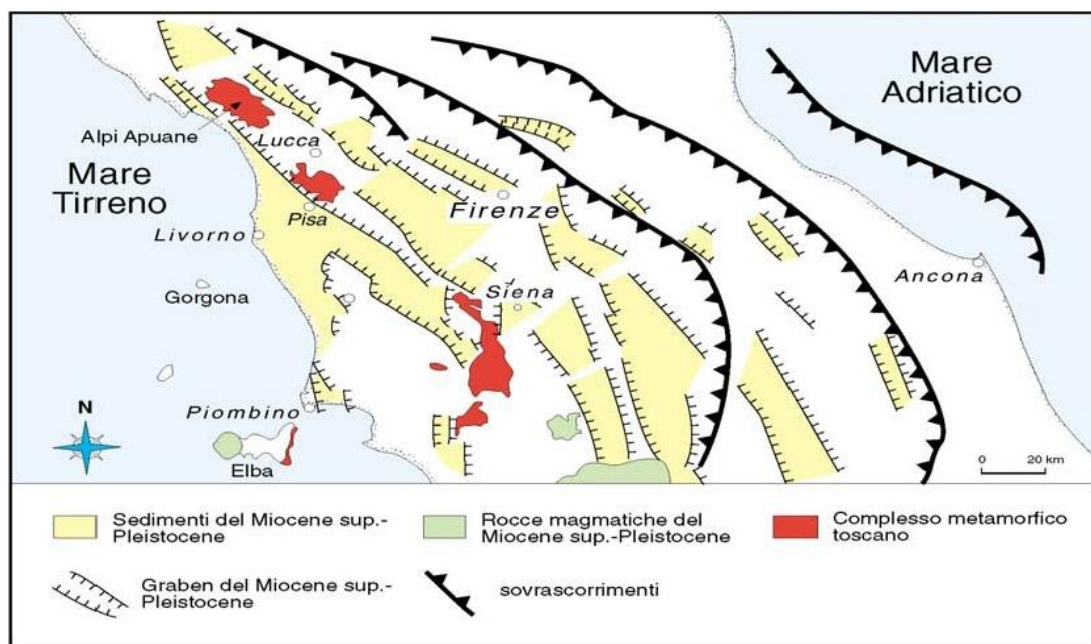 Mare
Adriatico
Alpi Apuane
Lucca
Mare
Tirreno
Pisa
Firenze
Livorno
Ancona
Gorgona
Siena
Piombino
N
Elba
0 20 km
Sedimenti del Miocene sup.-
Pleistocene
Rocce magmatiche del
Miocene sup.-Pleistocene
Complesso metamorfico
toscano
Graben del Miocene sup.-
Pleistocene
sovrascorrimenti